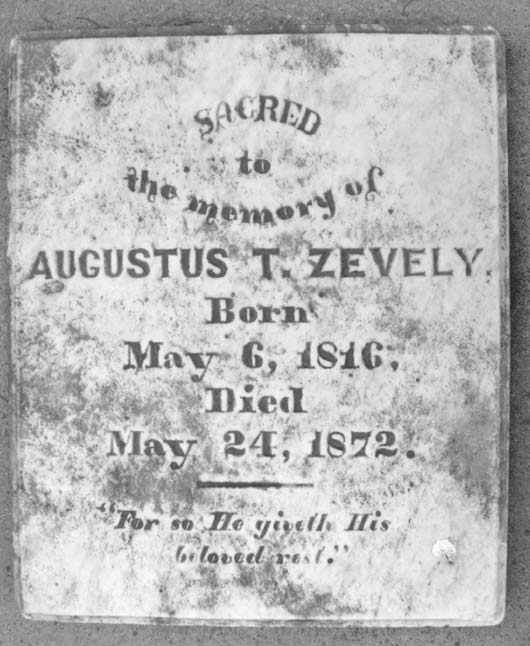 SACRED
to
the memory of
AUGUSTUS T. ZEVELY.
Born
May 6, 1816,
Died
May 24, 1872.
"For so He giveth His
beloved rest."